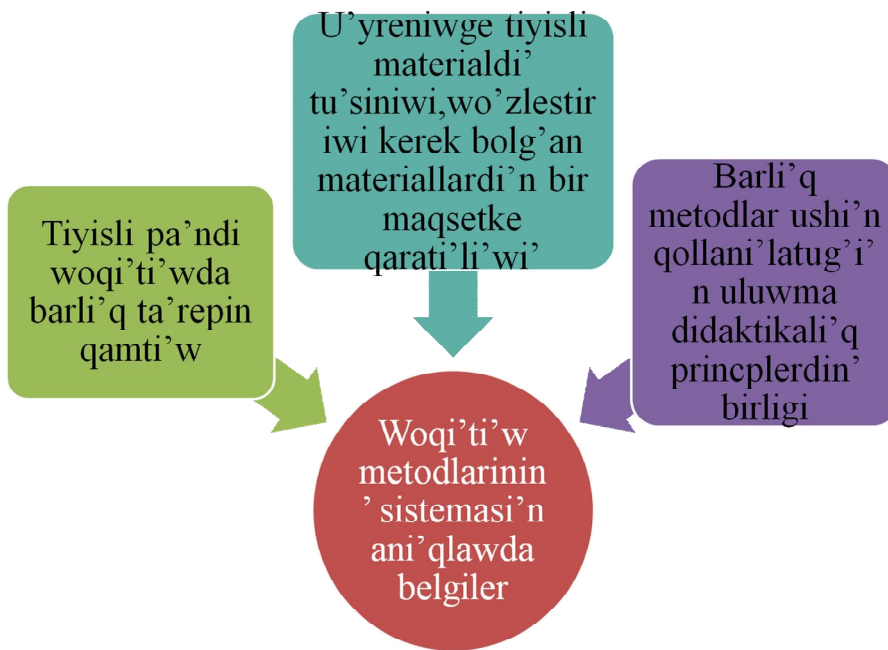 Tiyisli pa’ndi
woqi’ti’wda
barli’q ta’repin
qamti’w
U’yreniwge tiyisli
materialdi’
tu’siniwi,wo’zlestir
iwi kerek bolg’an
materiallardi’n bir
maqsetke
qarati’li’wi’
Barli’q
metodlar ushi’n
qollani’latug’i’
n uluwma
didaktikali’q
princplerdin’
birligi
Woqi’ti’w
metodlarinin
’ sistemasi’n
ani’qlawda
belgiler